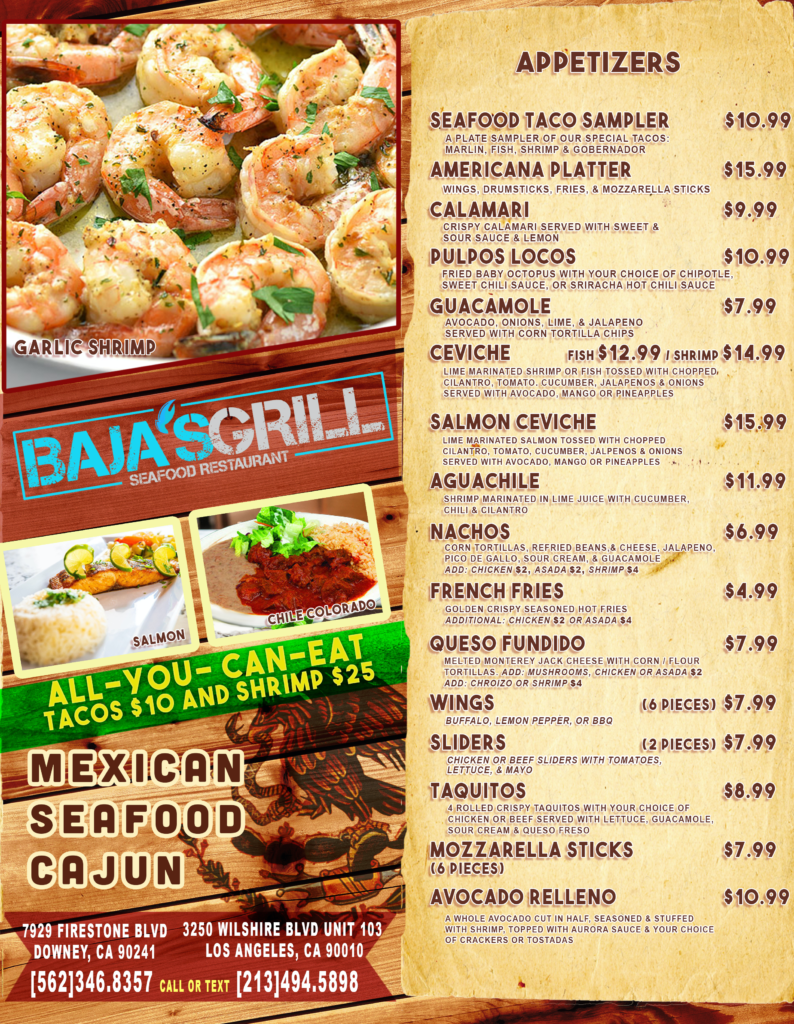 GARLIC SHRIMP
BAJA'S GRILL
SEAFOOD RESTAURANT
SALMON
CHILE COLORADO
ALL-YOU-CAN-EAT
TACOS $10 AND SHRIMP $25
MEXICAN
SEAFOOD
CAJUN
7929 FIRESTONE BLVD
DOWNEY, CA 90241
3250 WILSHIRE BLVD UNIT 103
LOS ANGELES, CA 90010
[562]346.8357 CALL OR TEXT [213]494.5898
APPETIZERS
SEAFOOD TACO SAMPLER $10.99
A PLATE SAMPLER OF OUR SPECIAL TACOS:
MARLIN, FISH, SHRIMP & GOBERNADOR
AMERICANA PLATTER $15.99
WINGS, DRUMSTICKS, FRIES, & MOZZARELLA STICKS
CALAMARI $9.99
CRISPY CALAMARI SERVED WITH SWEET &
SOUR SAUCE & LEMON
PULPOS LOCOS $10.99
FRIED BABY OCTOPUS WITH YOUR CHOICE OF CHIPOTLE,
SWEET CHILI SAUCE, OR SRIRACHA HOT CHILI SAUCE
GUACAMOLE $7.99
AVOCADO, ONIONS, LIME, & JALAPENO
SERVED WITH CORN TORTILLA CHIPS
CEVICHE FISH $12.99 / SHRIMP $14.99
LIME MARINATED SHRIMP OR FISH TOSSED WITH CHOPPED,
CILANTRO, TOMATO. CUCUMBER, JALAPENOS & ONIONS
SERVED WITH AVOCADO, MANGO OR PINEAPPLES
SALMON CEVICHE $15.99
LIME MARINATED SALMON TOSSED WITH CHOPPED
CILANTRO, TOMATO, CUCUMBER, JALPENOS & ONIONS
SERVED WITH AVOCADO, MANGO OR PINEAPPLES
AGUACHILE $11.99
SHRIMP MARINATED IN LIME JUICE WITH CUCUMBER,
CHILI & CILANTRO
NACHOS $6.99
CORN TORTILLAS, REFRIED BEANS,& CHEESE, JALAPENO,
PICO DE GALLO, SOUR CREAM, & GUACAMOLE
ADD: CHICKEN $2, ASADA $2, SHRIMP $4
FRENCH FRIES $4.99
GOLDEN CRISPY SEASONED HOT FRIES
ADDITIONAL: CHICKEN $2 OR ASADA $4
QUESO FUNDIDO $7.99
MELTED MONTEREY JACK CHEESE WITH CORN / FLOUR
TORTILLAS. ADD: MUSHROOMS, CHICKEN OR ASADA $2
ADD: CHROIZO OR SHRIMP $4
WINGS (6 PIECES) $7.99
BUFFALO, LEMON PEPPER, OR BBQ
SLIDERS (2 PIECES) $7.99
CHICKEN OR BEEF SLIDERS WITH TOMATOES,
LETTUCE, & MAYO
TAQUITOS $8.99
4 ROLLED CRISPY TAQUITOS WITH YOUR CHOICE OF
CHICKEN OR BEEF SERVED WITH LETTUCE, GUACAMOLE,
SOUR CREAM & QUESO FRESO
MOZZARELLA STICKS $7.99
(6 PIECES)
AVOCADO RELLENO $10.99
A WHOLE AVOCADO CUT IN HALF, SEASONED & STUFFED
WITH SHRIMP, TOPPED WITH AURORA SAUCE & YOUR CHOICE
OF CRACKERS OR TOSTADAS